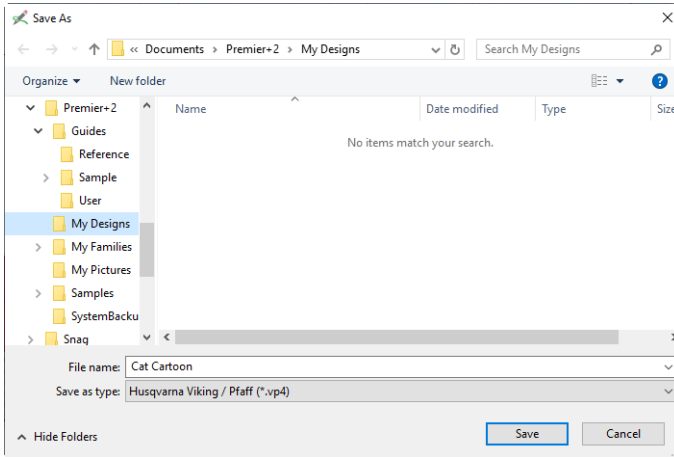 Save As
« Documents › Premier+2 › My Designs
Search My Designs
Organize
New folder
?
Premier+2
Guides
Reference
Sample
User
My Designs
My Families
My Pictures
Samples
SystemBacku
Snag
Name
Date modified
Type
Size
No items match your search.
File name: Cat Cartoon
Save as type: Husqvarna Viking / Pfaff (*.vp4)
Hide Folders
Save
Cancel